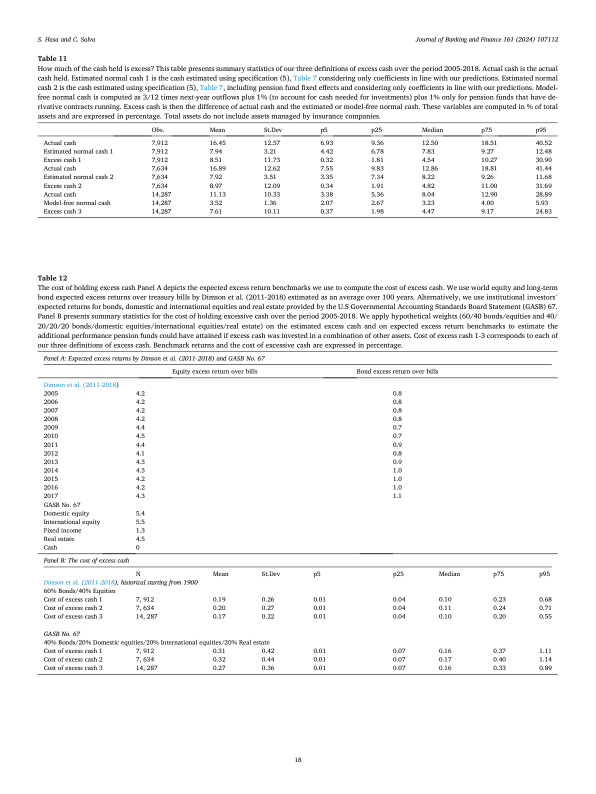 S. Hasa and C. Salva
Journal of Banking and Finance 161 (2024) 107112
Table 11
How much of the cash held is excess? This table presents summary statistics of our three definitions of excess cash over the period 2005-2018. Actual cash is the actual
cash held. Estimated normal cash 1 is the cash estimated using specification (5), Table 7 considering only coefficients in line with our predictions. Estimated normal
cash 2 is the cash estimated using specification (5), Table 7, including pension fund fixed effects and considering only coefficients in line with our predictions. Model-
free normal cash is computed as 3/12 times next-year outflows plus 1% (to account for cash needed for investments) plus 1% only for pension funds that have de-
rivative contracts running. Excess cash is then the difference of actual cash and the estimated or model-free normal cash. These variables are computed in % of total
assets and are expressed in percentage. Total assets do not include assets managed by insurance companies.
Obs. Mean St.Dev p5 p25 Median p75 p95
Actual cash 7,912 16.45 12.57 6.93 9.36 12.50 18.51 40.52
Estimated normal cash 1 7,912 7.94 3.21 4.42 6.78 7.83 9.27 12.48
Excess cash 1 7,912 8.51 11.73 0.32 1.81 4.54 10.27 30.90
Actual cash 7,634 16.89 12.62 7.55 9.83 12.86 18.81 41.44
Estimated normal cash 2 7,634 7.92 3.51 3.35 7.34 8.22 9.26 11.68
Excess cash 2 7,634 8.97 12.09 0.34 1.91 4.82 11.00 31.69
Actual cash 14,287 11.13 10.33 3.38 5.36 8.04 12.90 28.89
Model-free normal cash 14,287 3.52 1.36 2.07 2.67 3.23 4.00 5.93
Excess cash 3 14,287 7.61 10.11 0.37 1.98 4.47 9.17 24.83
Table 12
The cost of holding excess cash Panel A depicts the expected excess return benchmarks we use to compute the cost of excess cash. We use world equity and long-term
bond expected excess returns over treasury bills by Dimson et al. (2011-2018) estimated as an average over 100 years. Alternatively, we use institutional investors'
expected returns for bonds, domestic and international equities and real estate provided by the U.S Governmental Accounting Standards Board Statement (GASB) 67.
Panel B presents summary statistics for the cost of holding excessive cash over the period 2005-2018. We apply hypothetical weights (60/40 bonds/equities and 40/
20/20/20 bonds/domestic equities/international equities/real estate) on the estimated excess cash and on expected excess return benchmarks to estimate the
additional performance pension funds could have attained if excess cash was invested in a combination of other assets. Cost of excess cash 1-3 corresponds to each of
our three definitions of excess cash. Benchmark returns and the cost of excessive cash are expressed in percentage.
Panel A: Expected excess returns by Dimson et al. (2011-2018) and GASB No. 67
Equity excess return over bills Bond excess return over bills
Dimson et al. (2011-2018)
2005 4.2 0.8
2006 4.2 0.8
2007 4.2 0.8
2008 4.2 0.8
2009 4.4 0.7
2010 4.5 0.7
2011 4.4 0.9
2012 4.1 0.8
2013 4.3 0.9
2014 4.3 1.0
2015 4.2 1.0
2016 4.2 1.0
2017 4.3 1.1
GASB No. 67
Domestic equity 5.4
International equity 5.5
Fixed income 1.3
Real estate 4.5
Cash 0
Panel B: The cost of excess cash
N Mean St.Dev p5 p25 Median p75 p95
Dimson et al. (2011-2018), historical starting from 1900
60% Bonds/40% Equities
Cost of excess cash 1 7, 912 0.19 0.26 0.01 0.04 0.10 0.23 0.68
Cost of excess cash 2 7, 634 0.20 0.27 0.01 0.04 0.11 0.24 0.71
Cost of excess cash 3 14, 287 0.17 0.22 0.01 0.04 0.10 0.20 0.55
GASB No. 67
40% Bonds/20% Domestic equities/20% International equities/20% Real estate
Cost of excess cash 1 7, 912 0.31 0.42 0.01 0.07 0.16 0.37 1.11
Cost of excess cash 2 7, 634 0.32 0.44 0.01 0.07 0.17 0.40 1.14
Cost of excess cash 3 14, 287 0.27 0.36 0.01 0.07 0.16 0.33 0.89
18